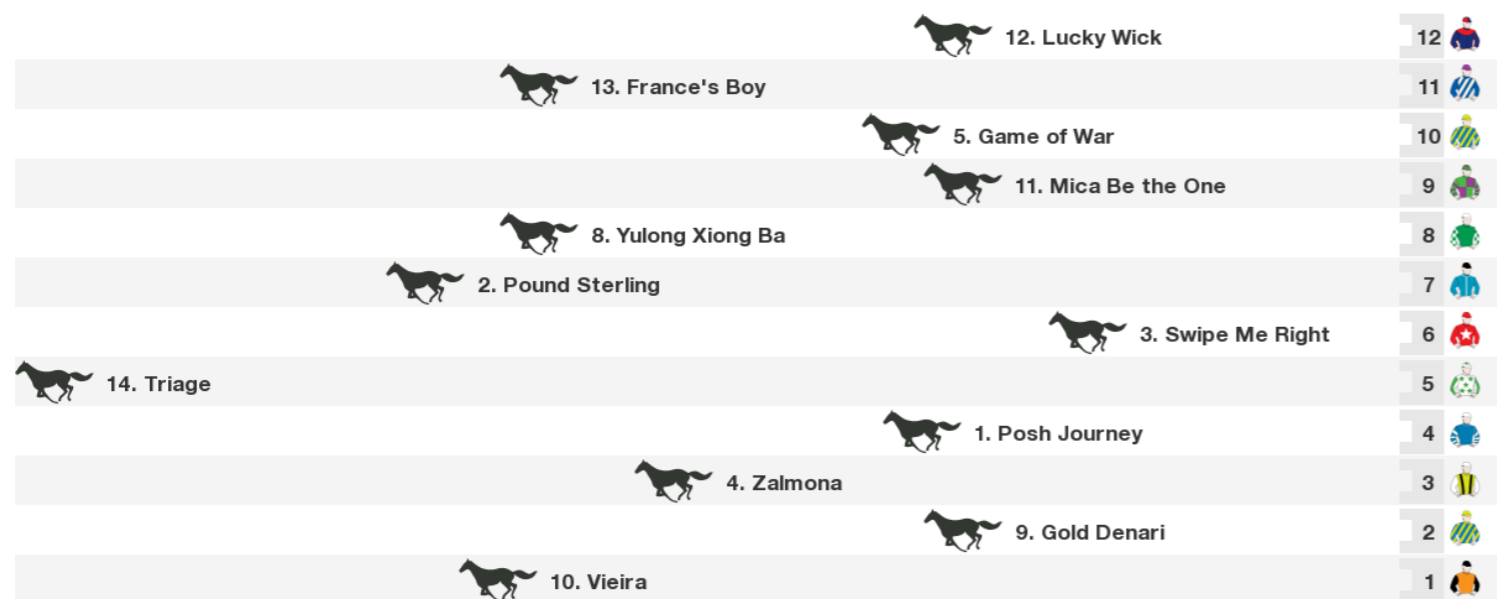 12. Lucky Wick 12
13. France's Boy 11
5. Game of War 10
11. Mica Be the One 9
8. Yulong Xiong Ba 8
2. Pound Sterling 7
3. Swipe Me Right 6
14. Triage 5
1. Posh Journey 4
4. Zalmona 3
9. Gold Denari 2
10. Vieira 1